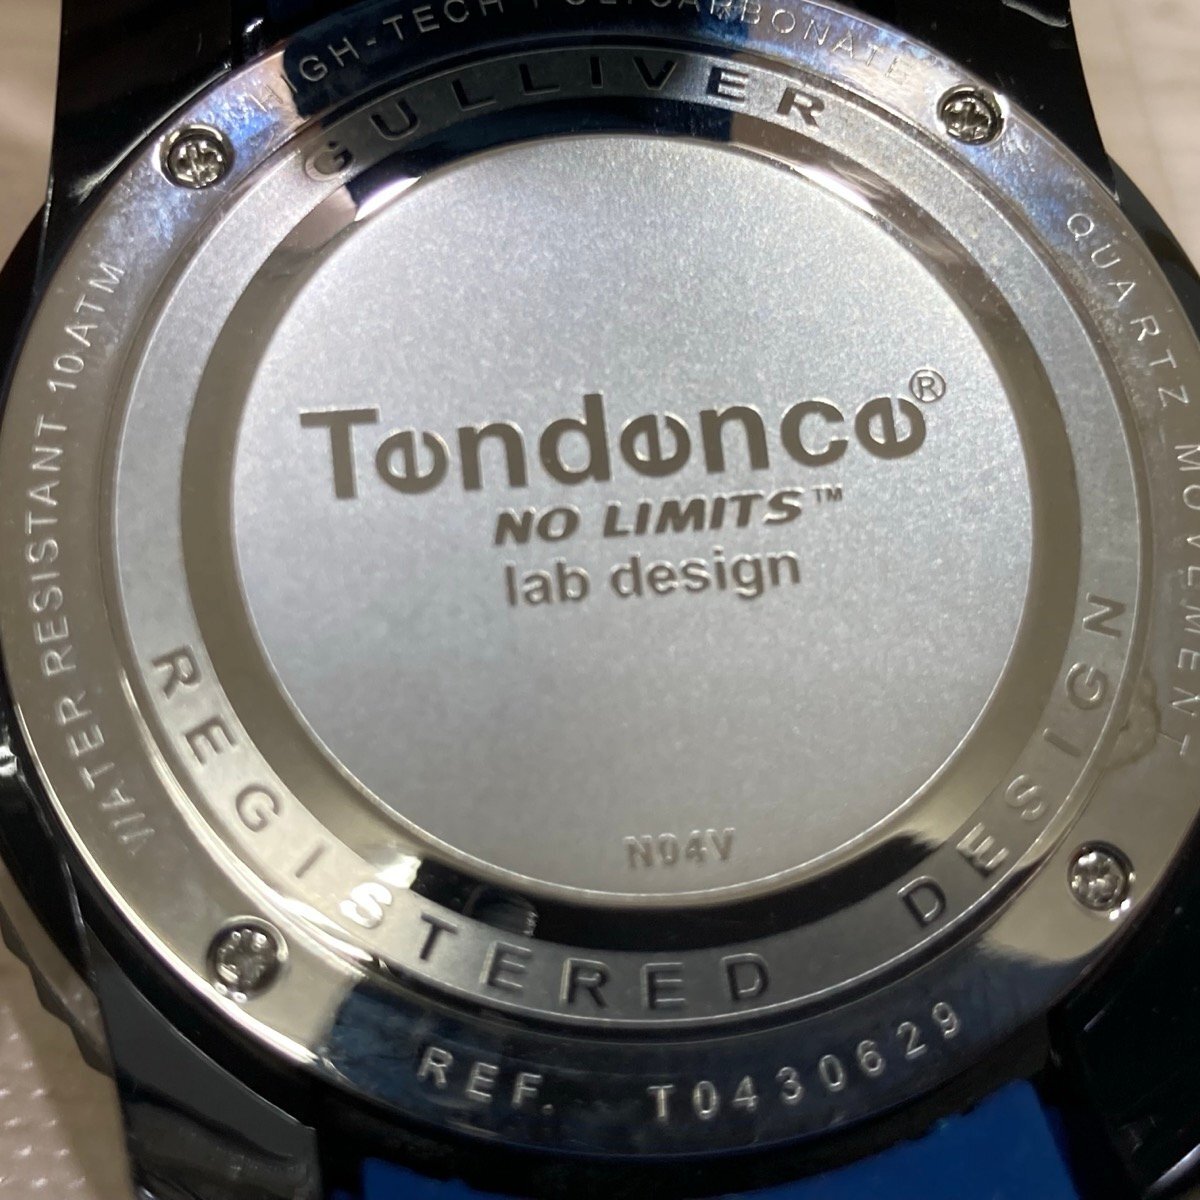 HIGH-TECH POLYCARBONATE
GULLIVER
QUARTZ MOVEMENT
WATER RESISTANT 10ATM
Tendence®
NO LIMITS™
lab design
N04V
REGISTERED DESIGN
REF. T0430629